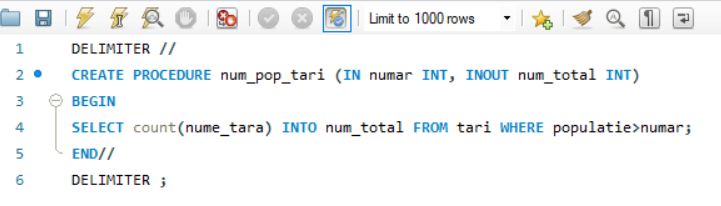 Limit to 1000 rows
1 DELIMITER //
2 CREATE PROCEDURE num_pop_tari (IN numar INT, INOUT num_total INT)
3 BEGIN
4 SELECT count(nume_tara) INTO num_total FROM tari WHERE populatie>numar;
5 END//
6 DELIMITER ;